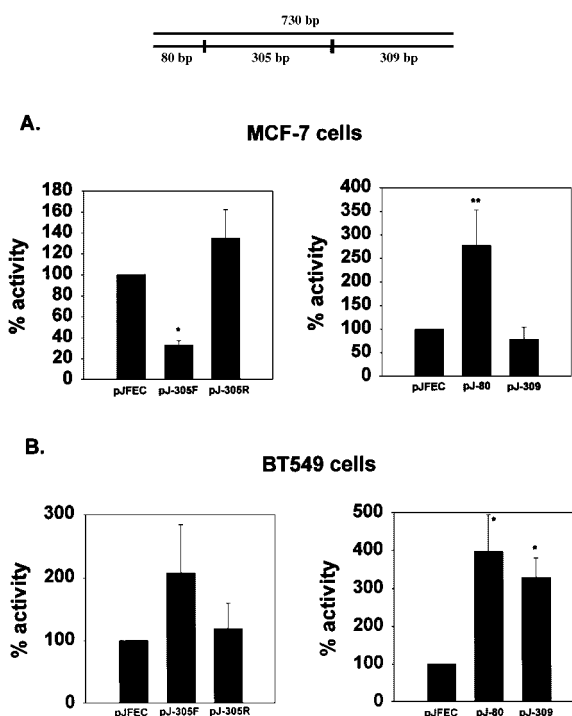 730 bp
80 bp 305 bp 309 bp
A.
MCF-7 cells
% activity
180
160
140
120
100
80
60
40
20
0
*
pJFEC pJ-305F pJ-305R
% activity
400
350
300
250
200
150
100
50
0
**
pJFEC pJ-80 pJ-309
B.
BT549 cells
% activity
300
200
100
0
pJFEC pJ-305F pJ-305R
% activity
500
400
300
200
100
0
* *
pJFEC pJ-80 pJ-309